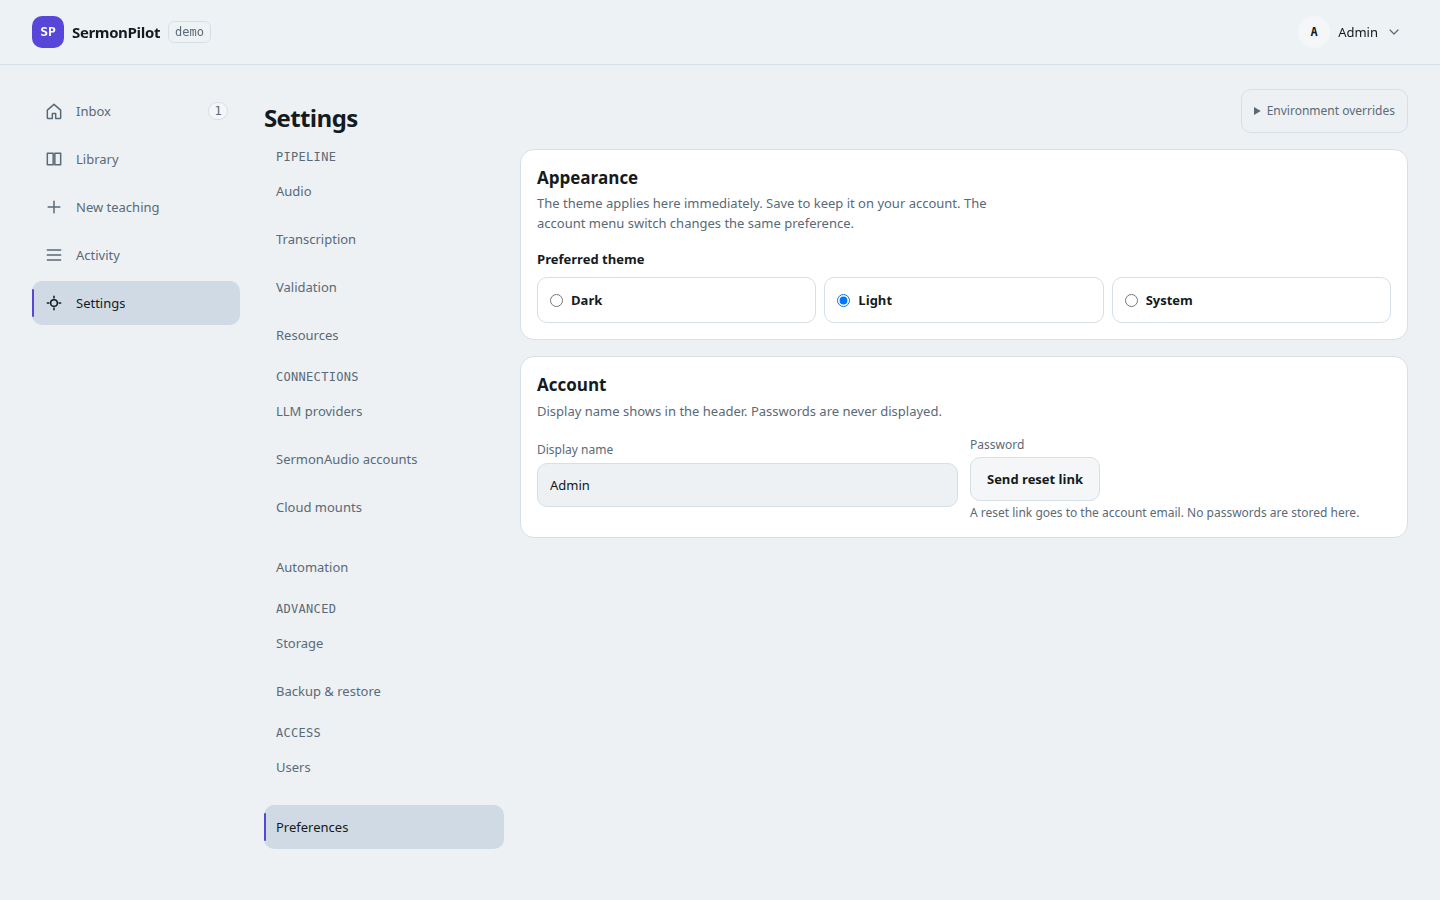 SP SermonPilot demo
A Admin
Inbox 1
Library
New teaching
Activity
Settings
Settings
Environment overrides
PIPELINE
Audio
Transcription
Validation
Resources
CONNECTIONS
LLM providers
SermonAudio accounts
Cloud mounts
Automation
ADVANCED
Storage
Backup & restore
ACCESS
Users
Preferences
Appearance
The theme applies here immediately. Save to keep it on your account. The
account menu switch changes the same preference.
Preferred theme
Dark
Light
System
Account
Display name shows in the header. Passwords are never displayed.
Display name
Admin
Password
Send reset link
A reset link goes to the account email. No passwords are stored here.